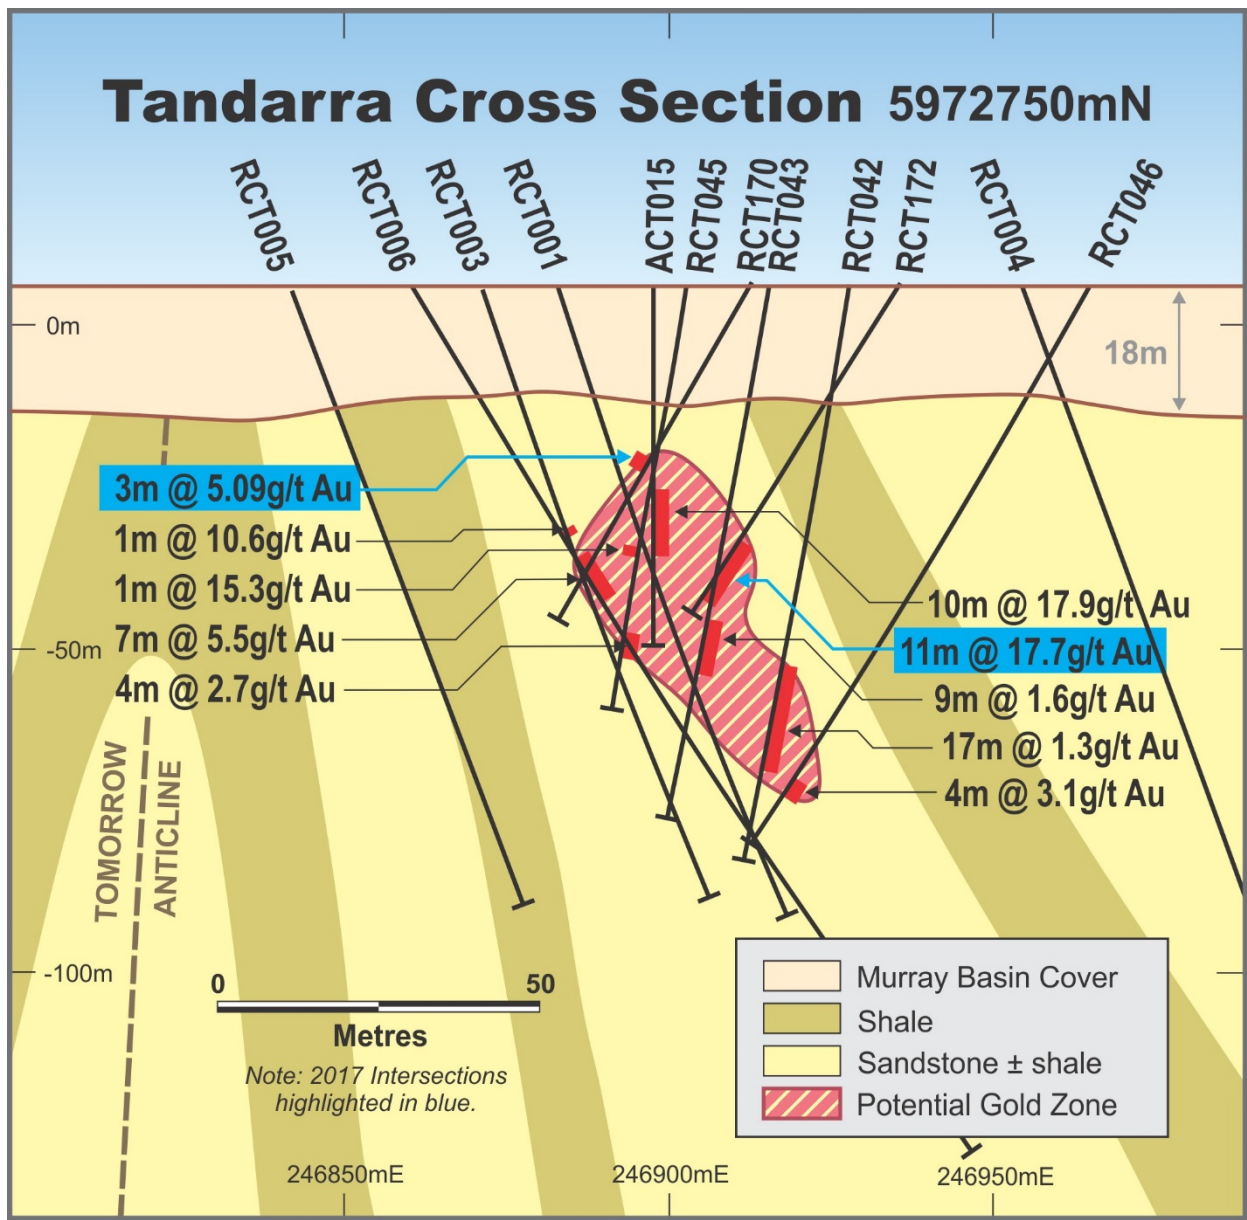 Tandarra Cross Section 5972750mN
RCT005
RCT006
RCT003
RCT001
ACT015
RCT045
RCT170
RCT043
RCT042
RCT172
RCT004
RCT046
0m
18m
3m @ 5.09g/t Au
1m @ 10.6g/t Au
1m @ 15.3g/t Au
7m @ 5.5g/t Au
4m @ 2.7g/t Au
10m @ 17.9g/t Au
11m @ 17.7g/t Au
9m @ 1.6g/t Au
17m @ 1.3g/t Au
4m @ 3.1g/t Au
-50m
TOMORROW
ANTICLINE
-100m
0 50
Metres
Note: 2017 Intersections
highlighted in blue.
Murray Basin Cover
Shale
Sandstone ± shale
Potential Gold Zone
246850mE
246900mE
246950mE